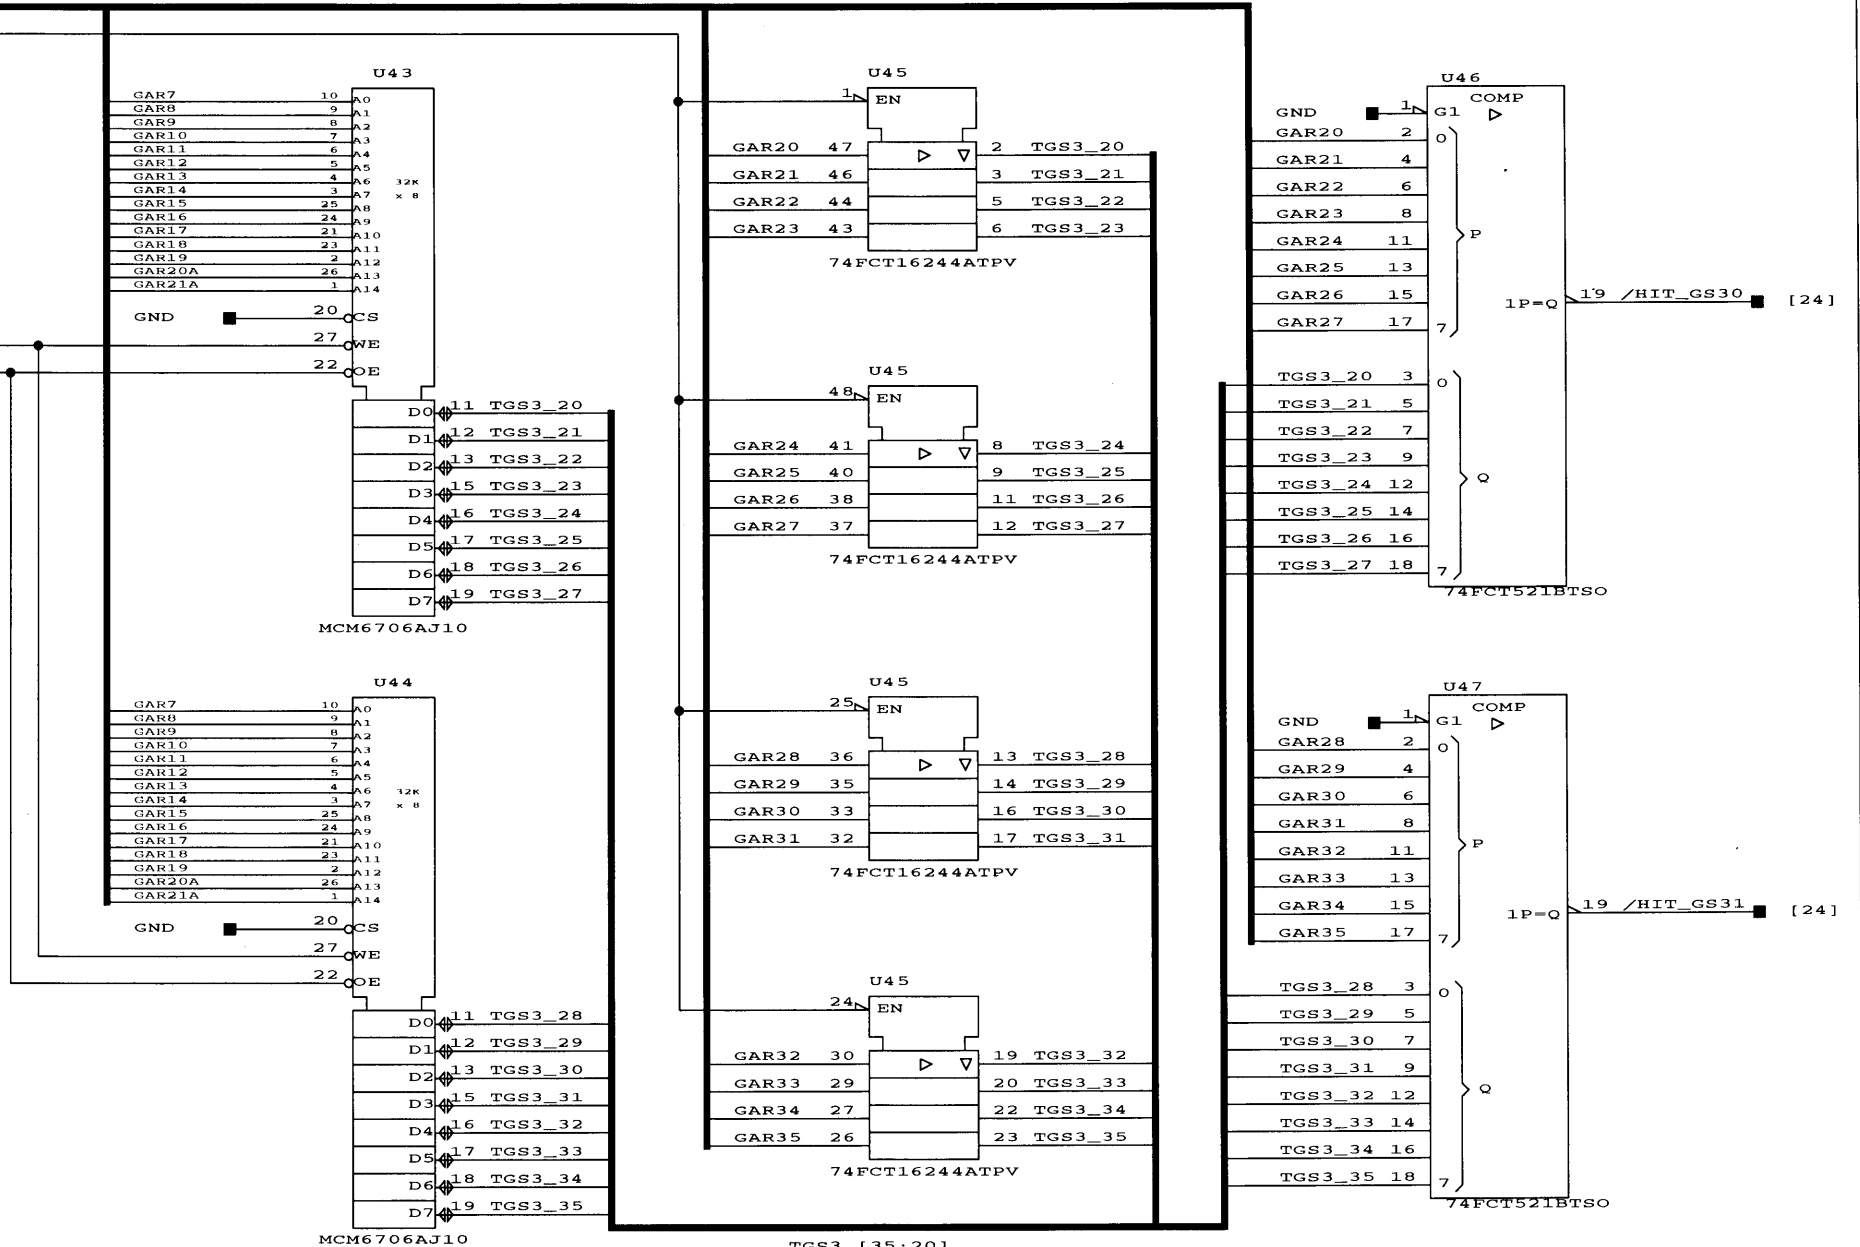 U43
GAR7 10 A0
GAR8 9 A1
GAR9 8 A2
GAR10 7 A3
GAR11 6 A4
GAR12 5 A5
GAR13 4 A6
GAR14 3 A7
GAR15 25 A8
GAR16 24 A9
GAR17 21 A10
GAR18 23 A11
GAR19 2 A12
GAR20A 26 A13
GAR21A 1 A14
32K
x 8
GND 20 CS
27 WE
22 OE
D0 11 TGS3_20
D1 12 TGS3_21
D2 13 TGS3_22
D3 15 TGS3_23
D4 16 TGS3_24
D5 17 TGS3_25
D6 18 TGS3_26
D7 19 TGS3_27
MCM6706AJ10
U44
GAR7 10 A0
GAR8 9 A1
GAR9 8 A2
GAR10 7 A3
GAR11 6 A4
GAR12 5 A5
GAR13 4 A6
GAR14 3 A7
GAR15 25 A8
GAR16 24 A9
GAR17 21 A10
GAR18 23 A11
GAR19 2 A12
GAR20A 26 A13
GAR21A 1 A14
32K
x 8
GND 20 CS
27 WE
22 OE
D0 11 TGS3_28
D1 12 TGS3_29
D2 13 TGS3_30
D3 15 TGS3_31
D4 16 TGS3_32
D5 17 TGS3_33
D6 18 TGS3_34
D7 19 TGS3_35
MCM6706AJ10
U45
1 EN
GAR20 47 2 TGS3_20
GAR21 46 3 TGS3_21
GAR22 44 5 TGS3_22
GAR23 43 6 TGS3_23
74FCT16244ATPV
U45
48 EN
GAR24 41 8 TGS3_24
GAR25 40 9 TGS3_25
GAR26 38 11 TGS3_26
GAR27 37 12 TGS3_27
74FCT16244ATPV
U45
25 EN
GAR28 36 13 TGS3_28
GAR29 35 14 TGS3_29
GAR30 33 16 TGS3_30
GAR31 32 17 TGS3_31
74FCT16244ATPV
U45
24 EN
GAR32 30 19 TGS3_32
GAR33 29 20 TGS3_33
GAR34 27 22 TGS3_34
GAR35 26 23 TGS3_35
74FCT16244ATPV
TGS3 [35:20]
U46
COMP
GND 1 G1
GAR20 2 0
GAR21 4
GAR22 6
GAR23 8
GAR24 11 P
GAR25 13
GAR26 15
GAR27 17 7
1P=Q 19 /HIT_GS30 [24]
TGS3_20 3 0
TGS3_21 5
TGS3_22 7
TGS3_23 9
TGS3_24 12 Q
TGS3_25 14
TGS3_26 16
TGS3_27 18 7
74FCT521BTSO
U47
COMP
GND 1 G1
GAR28 2 0
GAR29 4
GAR30 6
GAR31 8
GAR32 11 P
GAR33 13
GAR34 15
GAR35 17 7
1P=Q 19 /HIT_GS31 [24]
TGS3_28 3 0
TGS3_29 5
TGS3_30 7
TGS3_31 9
TGS3_32 12 Q
TGS3_33 14
TGS3_34 16
TGS3_35 18 7
74FCT521BTSO